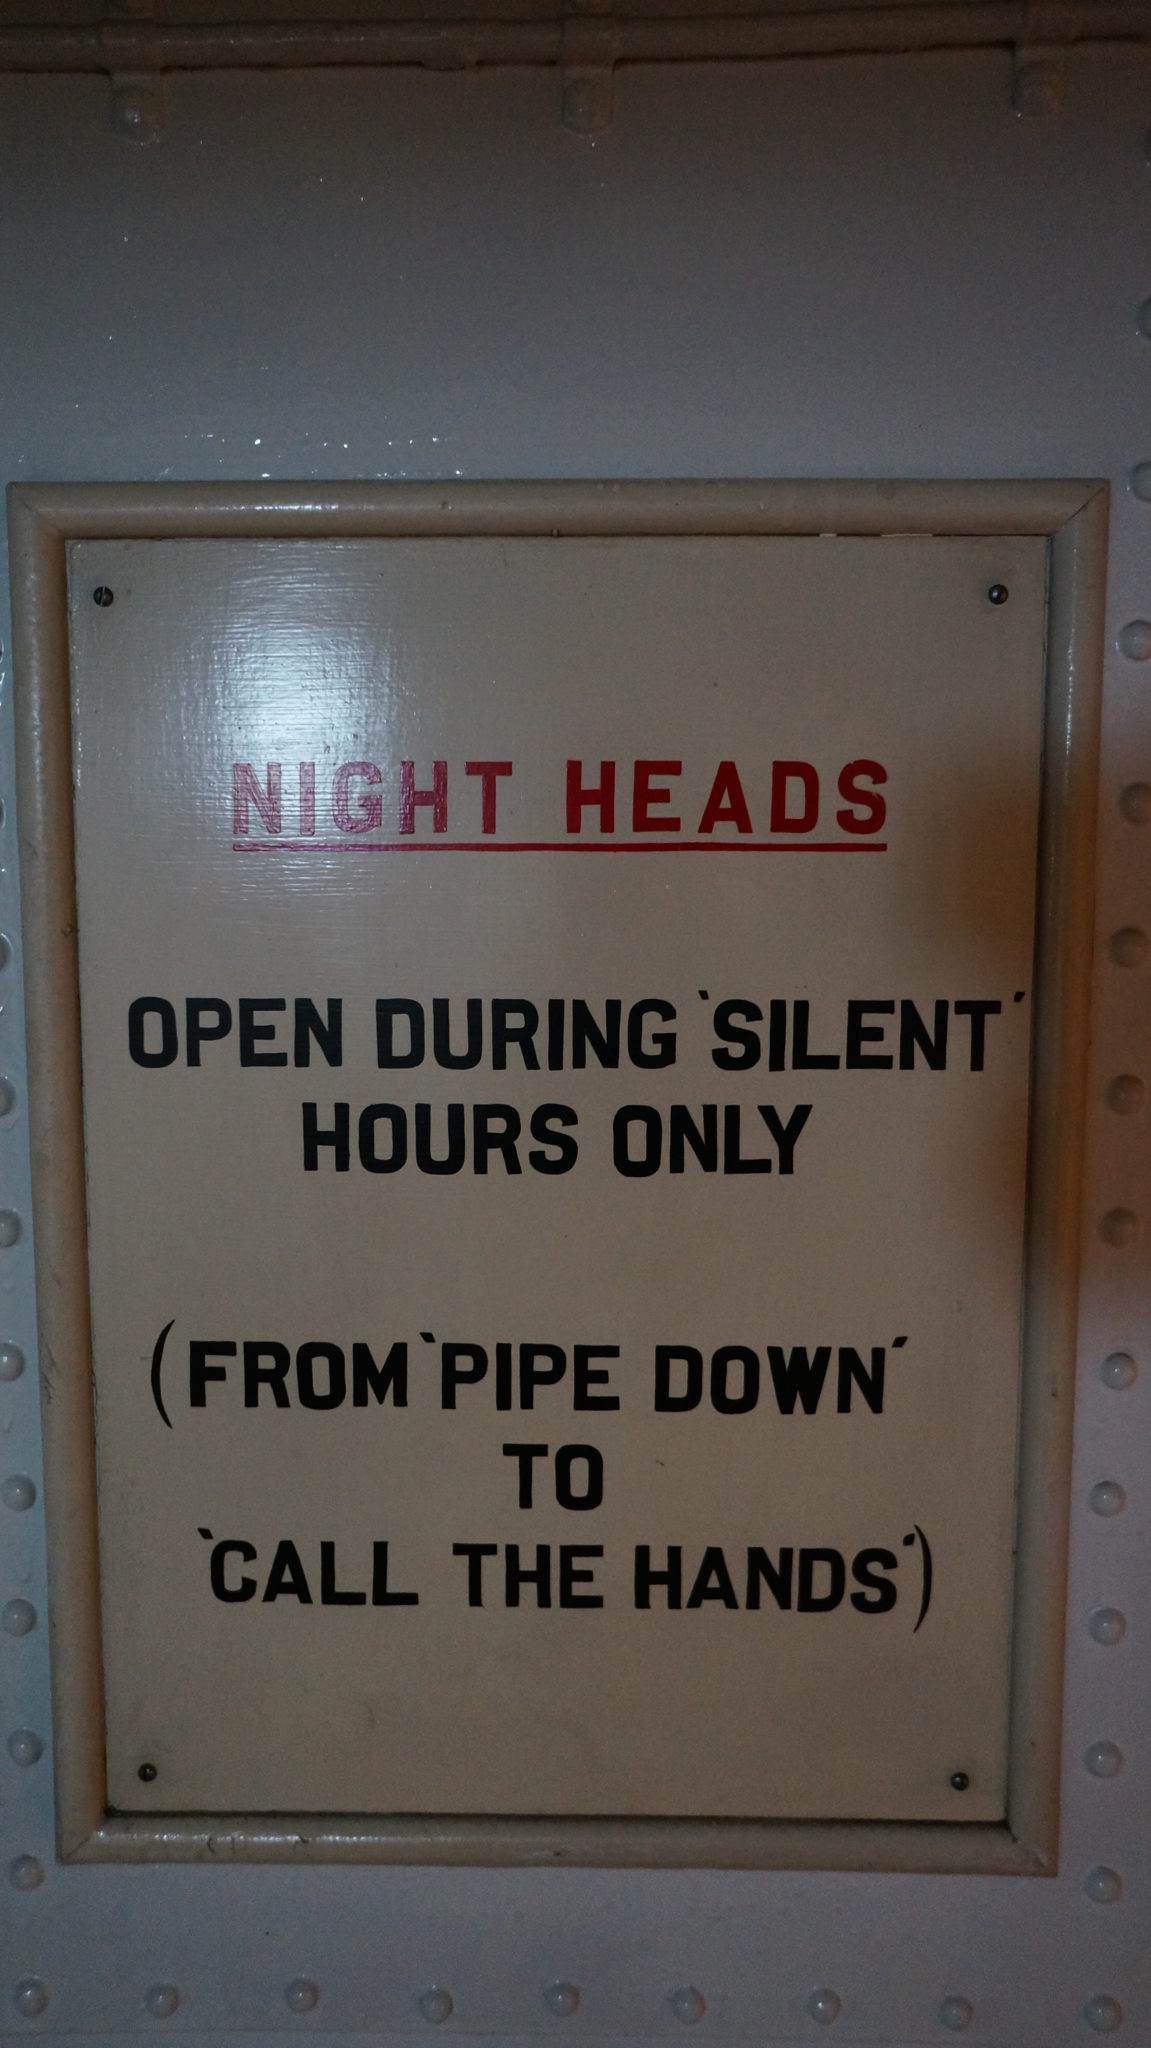 NIGHT HEADS
OPEN DURING 'SILENT'
HOURS ONLY
(FROM 'PIPE DOWN'
TO
'CALL THE HANDS')